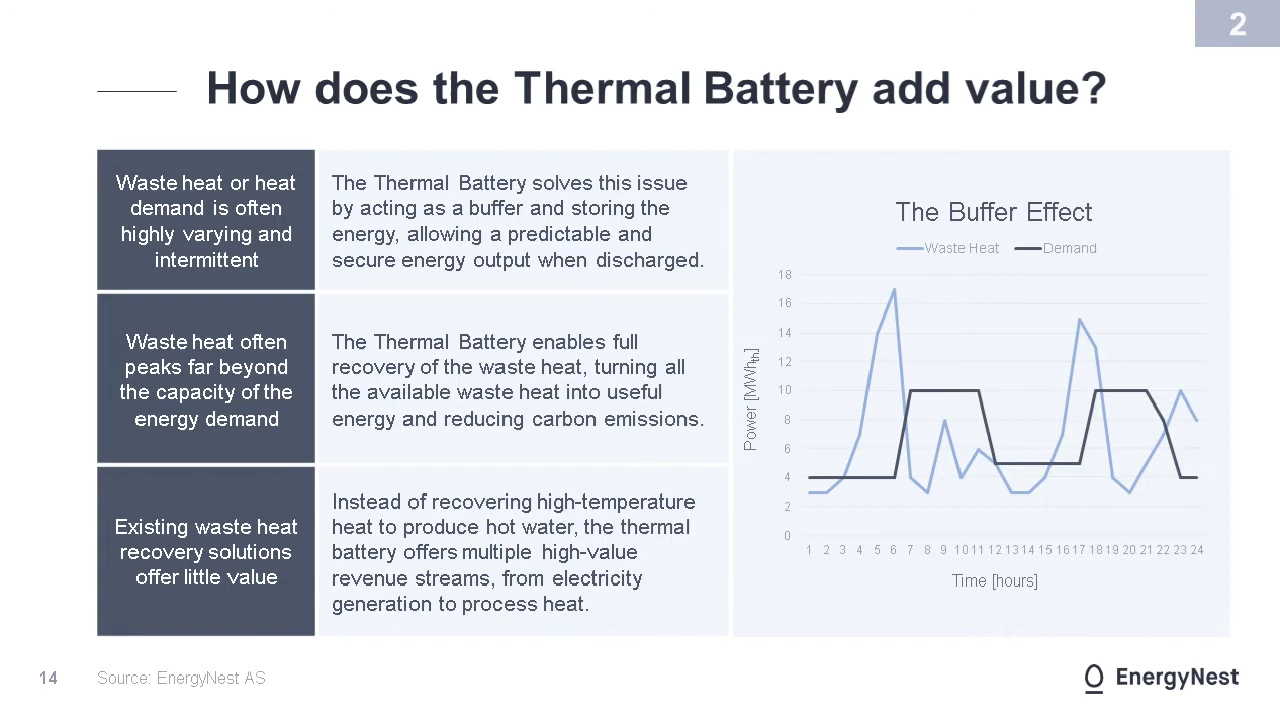 2
How does the Thermal Battery add value?
Waste heat or heat
demand is often
highly varying and
intermittent
The Thermal Battery solves this issue
by acting as a buffer and storing the
energy, allowing a predictable and
secure energy output when discharged.
Waste heat often
peaks far beyond
the capacity of the
energy demand
The Thermal Battery enables full
recovery of the waste heat, turning all
the available waste heat into useful
energy and reducing carbon emissions.
Existing waste heat
recovery solutions
offer little value
Instead of recovering high-temperature
heat to produce hot water, the thermal
battery offers multiple high-value
revenue streams, from electricity
generation to process heat.
The Buffer Effect
Waste Heat Demand
Power [MWhth]
18
16
14
12
10
8
6
4
2
0
1 2 3 4 5 6 7 8 9 10 11 12 13 14 15 16 17 18 19 20 21 22 23 24
Time [hours]
14
Source: EnergyNest AS
EnergyNest